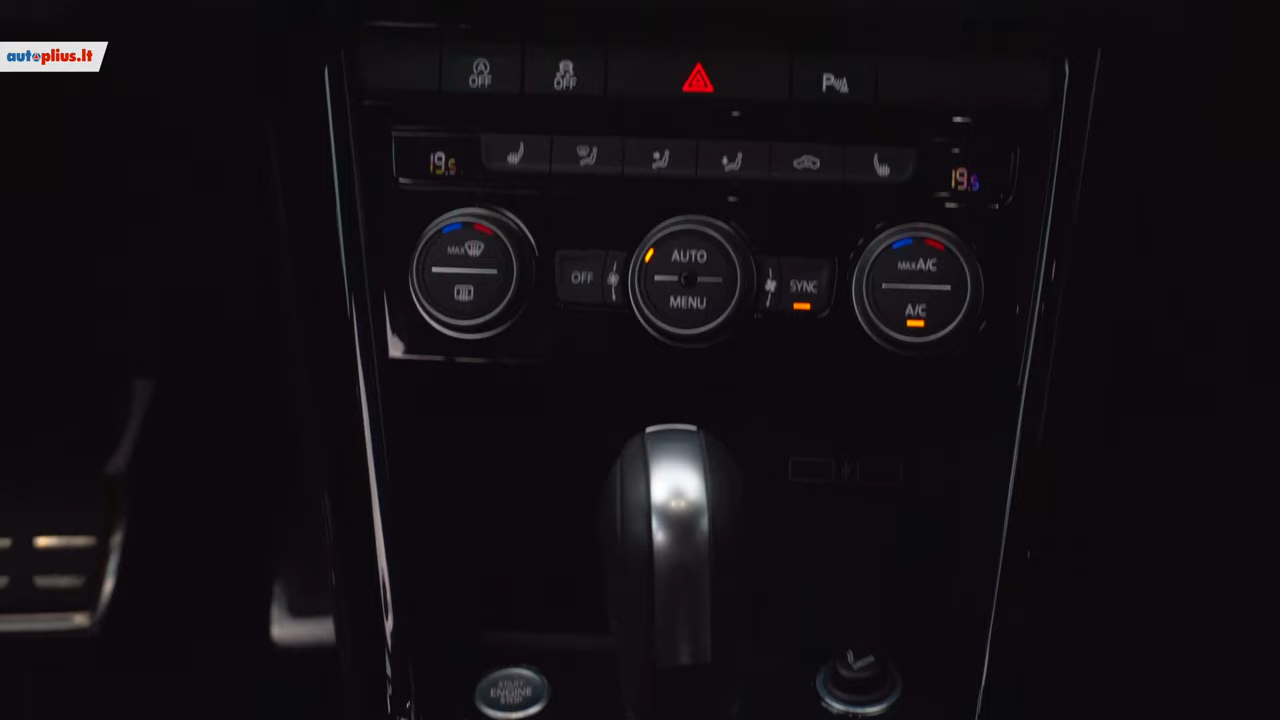 autoplius.lt
A OFF
OFF
P
19.5
19.5
MAX
OFF
AUTO
MENU
SYNC
MAX A/C
A/C
START
ENGINE
STOP